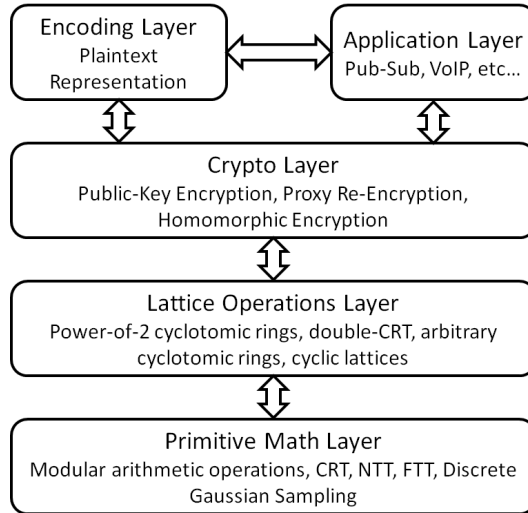 Encoding Layer
Plaintext
Representation
Application Layer
Pub-Sub, VoIP, etc...
Crypto Layer
Public-Key Encryption, Proxy Re-Encryption,
Homomorphic Encryption
Lattice Operations Layer
Power-of-2 cyclotomic rings, double-CRT, arbitrary
cyclotomic rings, cyclic lattices
Primitive Math Layer
Modular arithmetic operations, CRT, NTT, FTT, Discrete
Gaussian Sampling